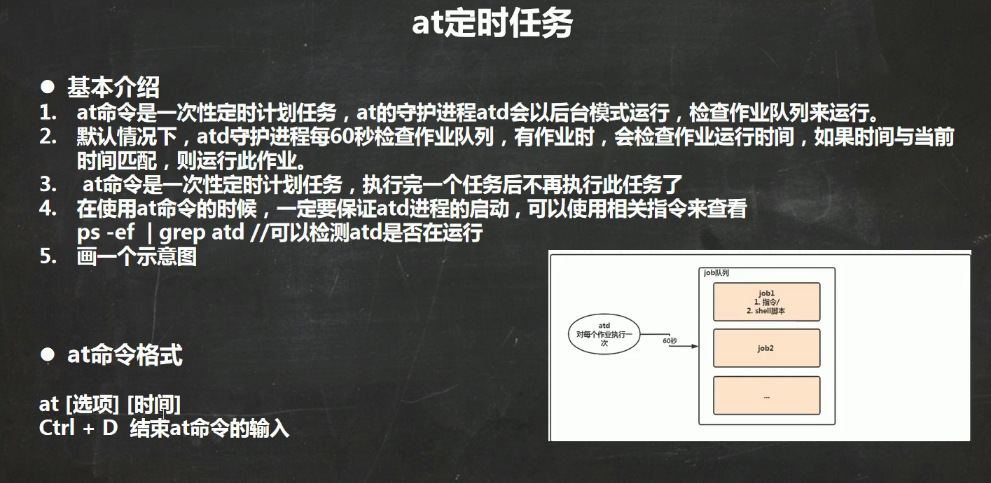 at定时任务
● 基本介绍
1. at命令是一次性定时计划任务，at的守护进程atd会以后台模式运行，检查作业队列来运行。
2. 默认情况下，atd守护进程每60秒检查作业队列，有作业时，会检查作业运行时间，如果时间与当前
时间匹配，则运行此作业。
3. at命令是一次性定时计划任务，执行完一个任务后不再执行此任务了
4. 在使用at命令的时候，一定要保证atd进程的启动，可以使用相关指令来查看
ps -ef | grep atd //可以检测atd是否在运行
5. 画一个示意图
job队列
job1
1. 指令/
2. shell脚本
atd
对每个作业执行一
次
60秒
job2
...
● at命令格式
at [选项] [时间]
Ctrl + D 结束at命令的输入